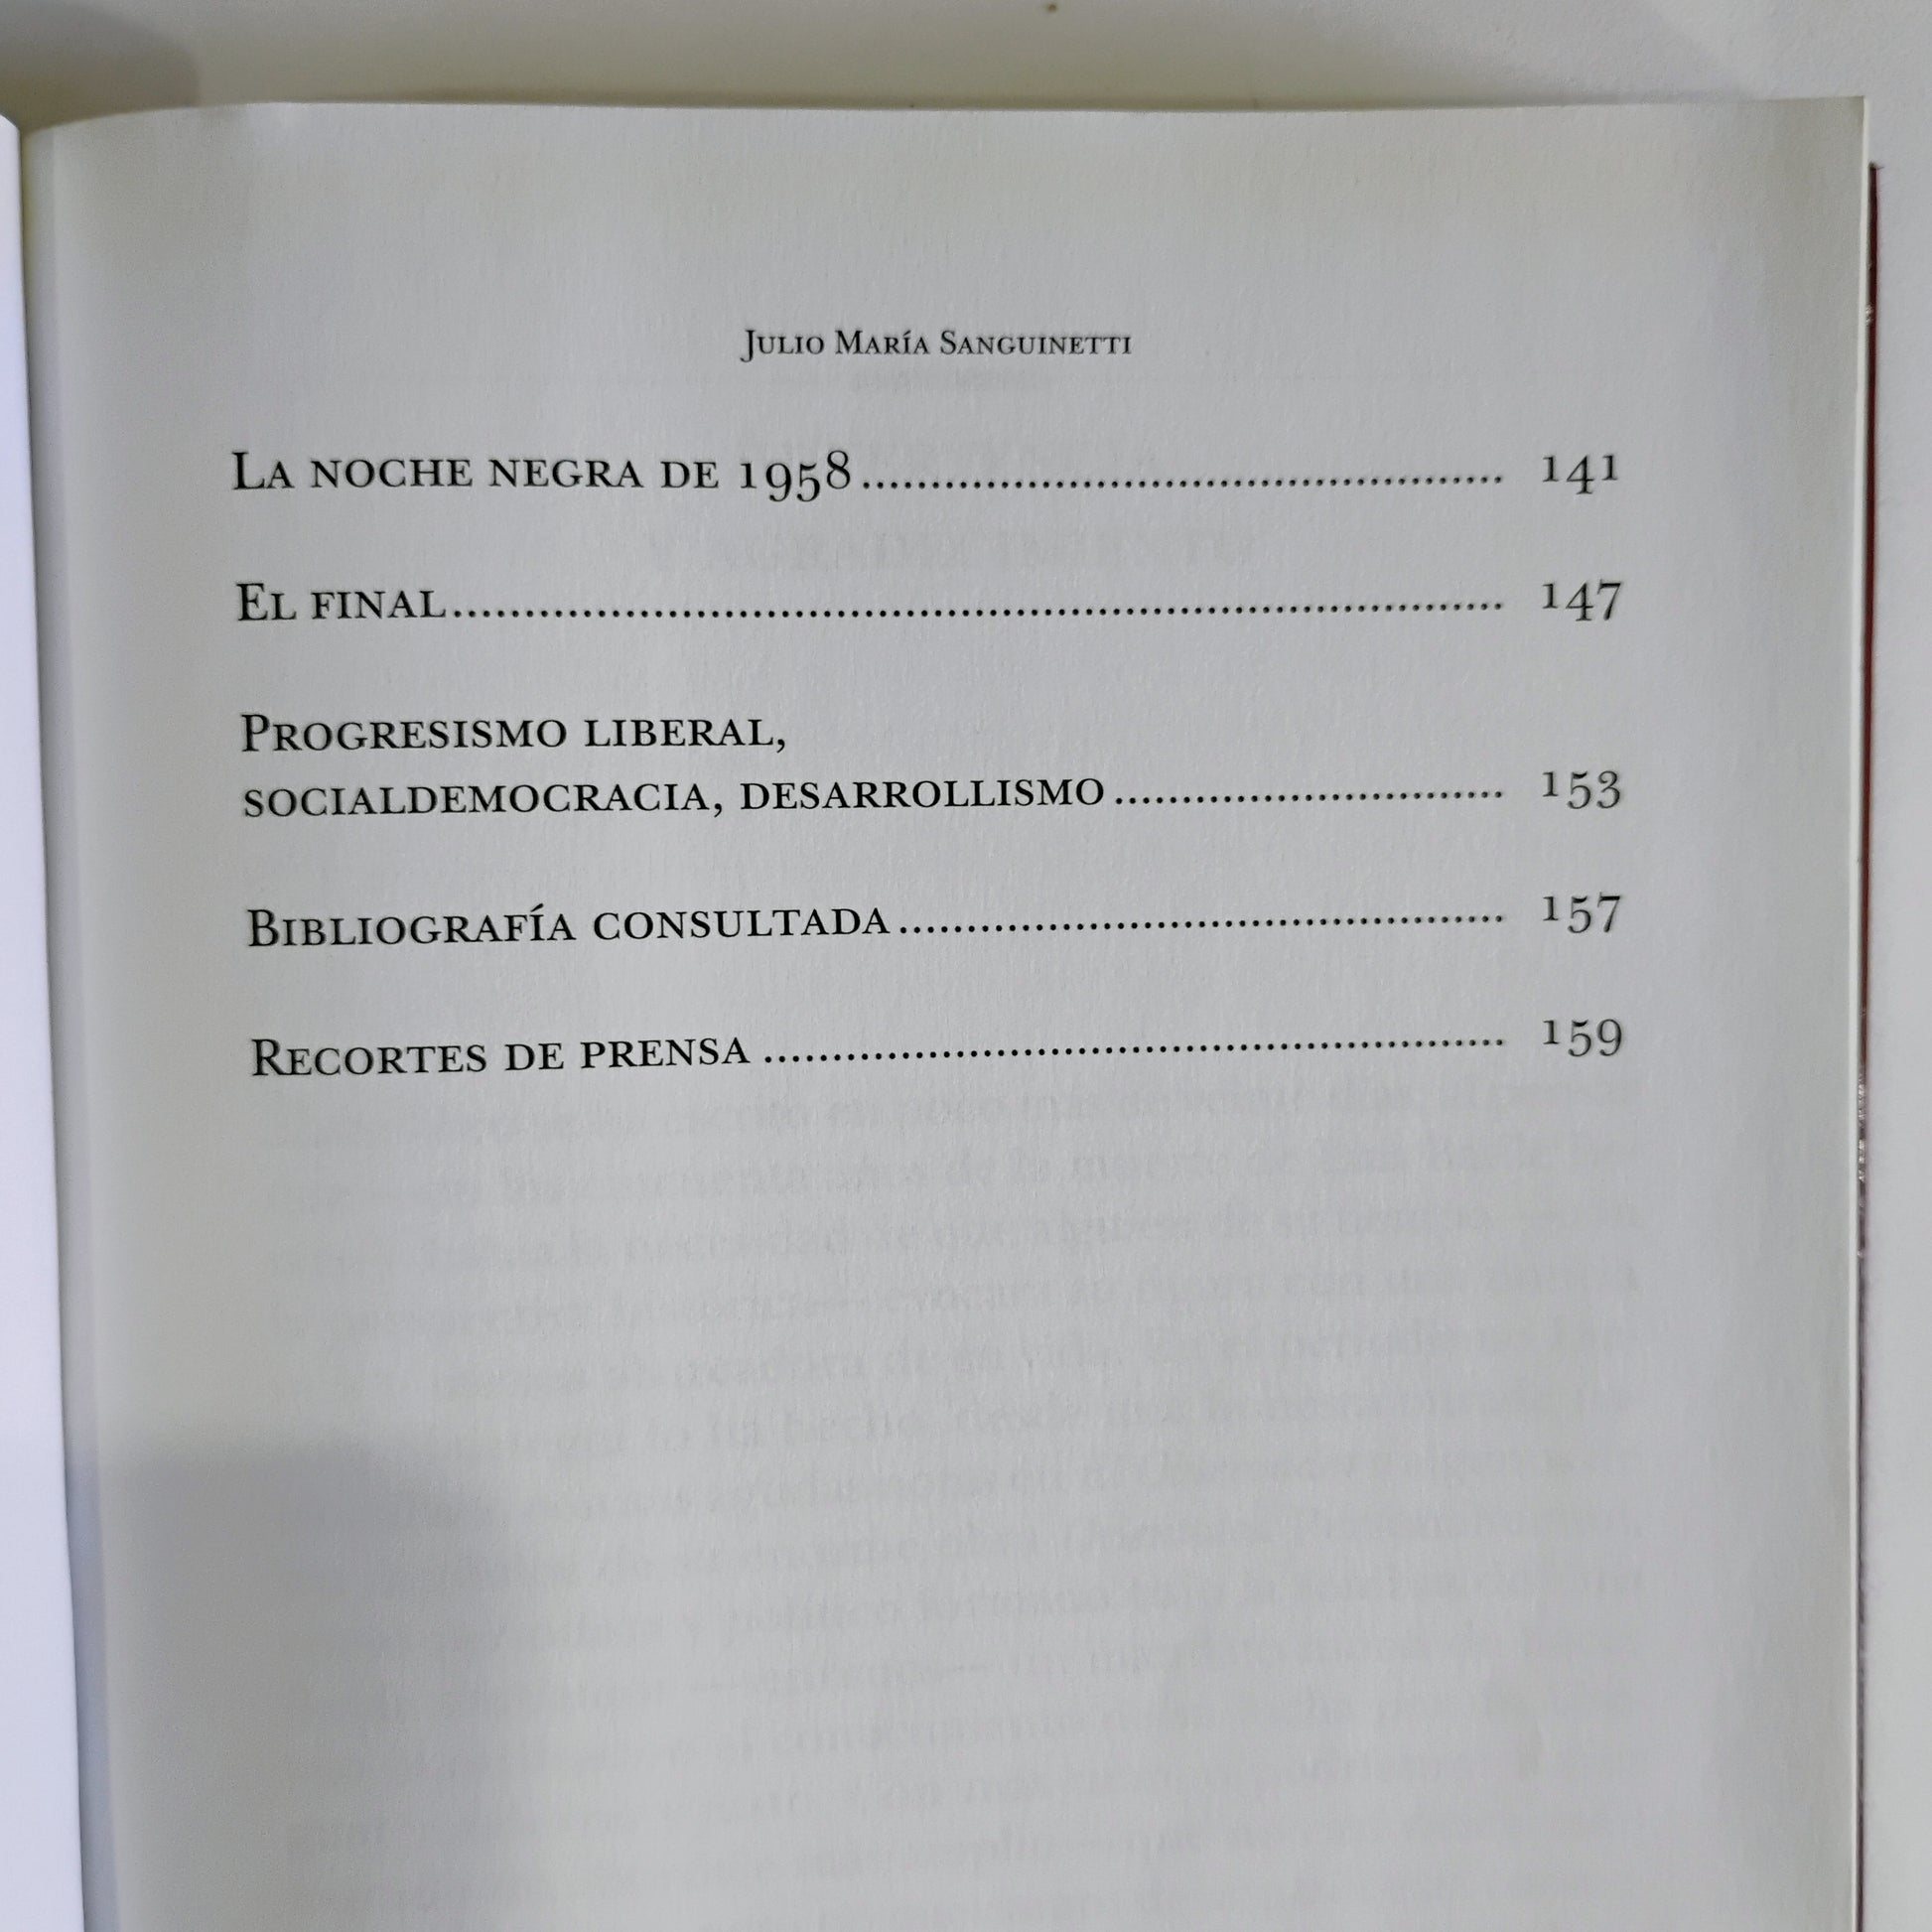 Julio María Sanguinetti
La noche negra de 1958.............................................. 141
El final........................................................................... 147
Progresismo liberal,
socialdemocracia, desarrollismo............................ 153
Bibliografía consultada........................................... 157
Recortes de prensa ..................................................... 159